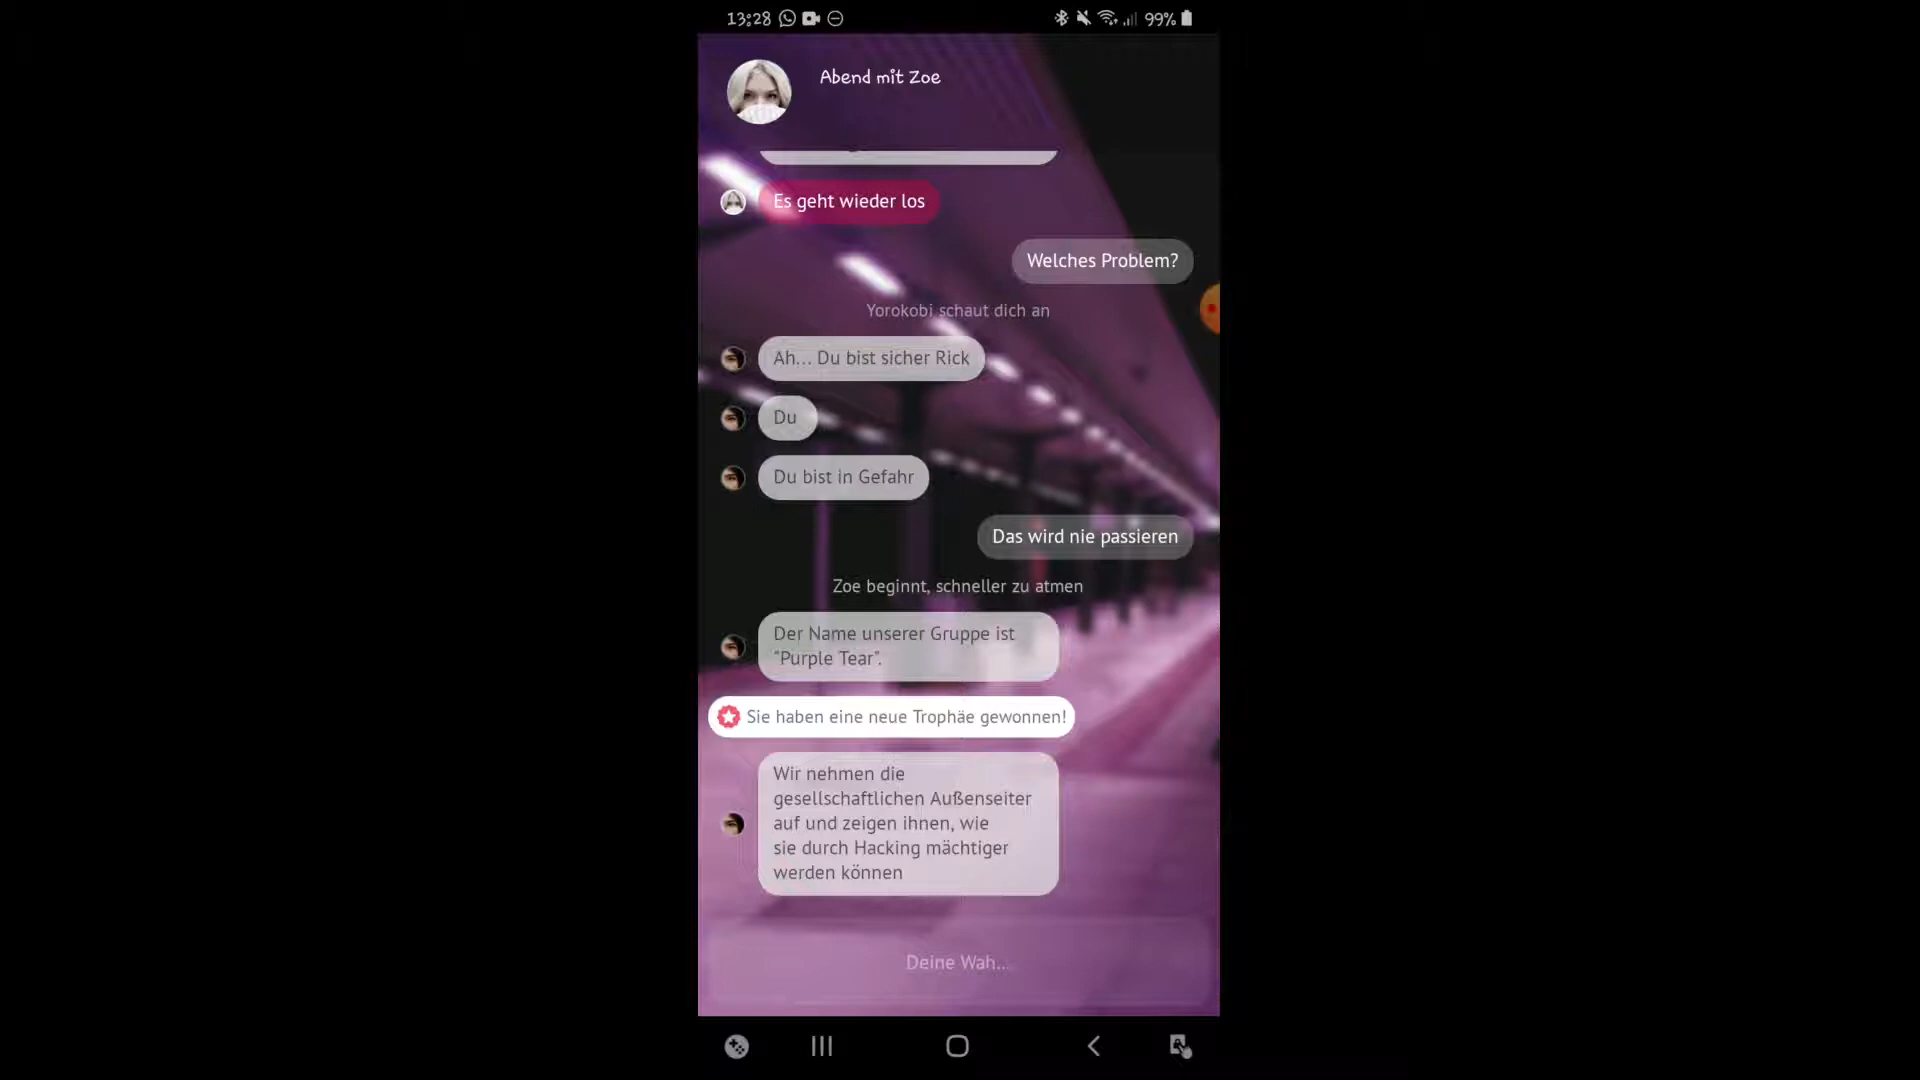 13:28
99%
Abend mit Zoe
Es geht wieder los
Welches Problem?
Yorokobi schaut dich an
Ah... Du bist sicher Rick
Du
Du bist in Gefahr
Das wird nie passieren
Zoe beginnt, schneller zu atmen
Der Name unserer Gruppe ist
"Purple Tear".
Sie haben eine neue Trophäe gewonnen!
Wir nehmen die
gesellschaftlichen Außenseiter
auf und zeigen ihnen, wie
sie durch Hacking mächtiger
werden können
Deine Wah...